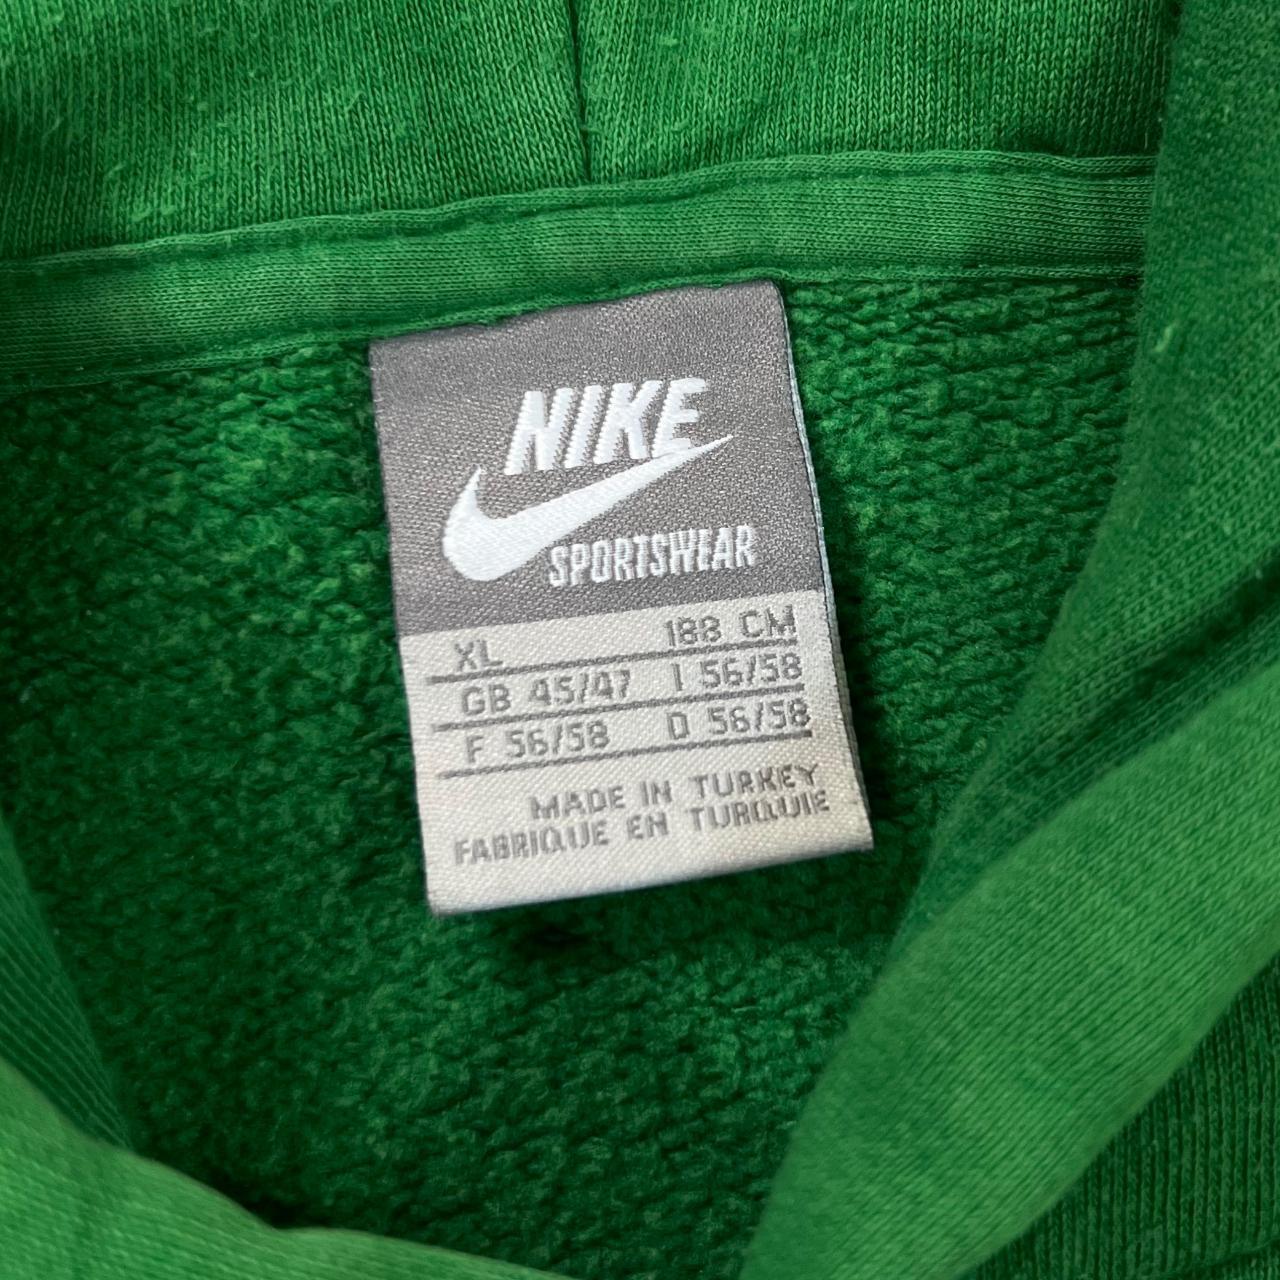 NIKE
SPORTSWEAR
XL 188 CM
GB 45/47 I 56/58
F 56/58 D 56/58
MADE IN TURKEY
FABRIQUE EN TURQUIE